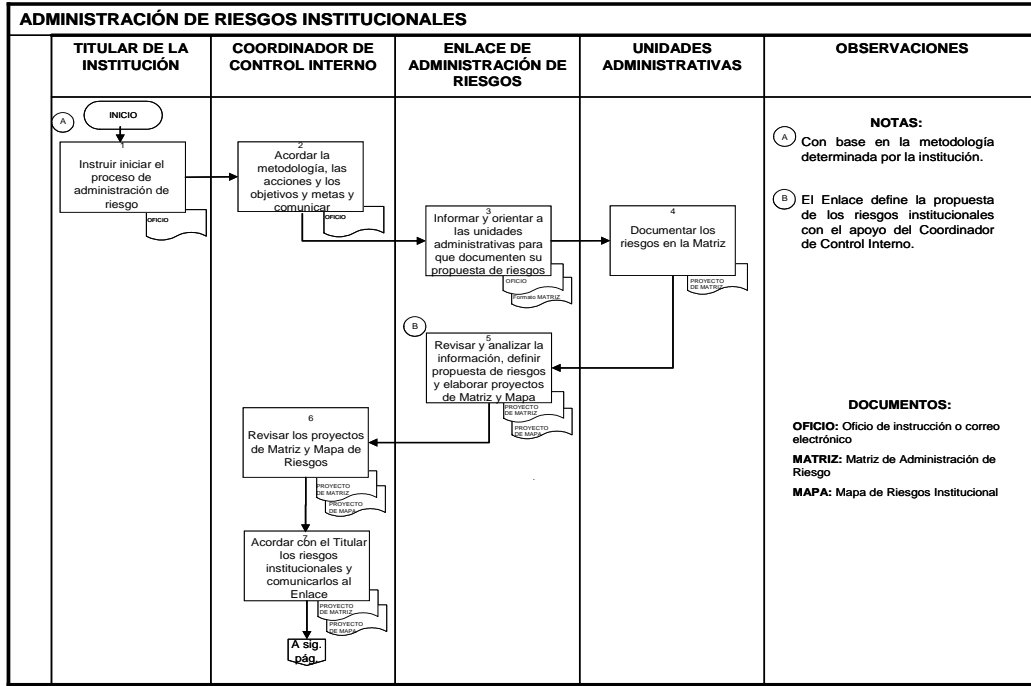 ADMINISTRACIÓN DE RIESGOS INSTITUCIONALES
TITULAR DE LA
INSTITUCIÓN
COORDINADOR DE
CONTROL INTERNO
ENLACE DE
ADMINISTRACIÓN DE
RIESGOS
UNIDADES
ADMINISTRATIVAS
OBSERVACIONES
A
INICIO
1
Instruir iniciar el
proceso de
administración de
riesgo
OFICIO
2
Acordar la
metodología, las
acciones y los
objetivos y metas y
comunicar
OFICIO
3
Informar y orientar a
las unidades
administrativas para
que documenten su
propuesta de riesgos
OFICIO
Formato MATRIZ
4
Documentar los
riesgos en la Matriz
PROYECTO
DE MATRIZ
B
5
Revisar y analizar la
información, definir
propuesta de riesgos
y elaborar proyectos
de Matriz y Mapa
PROYECTO
DE MATRIZ
PROYECTO
DE MAPA
6
Revisar los proyectos
de Matriz y Mapa de
Riesgos
PROYECTO
DE MATRIZ
PROYECTO
DE MAPA
7
Acordar con el Titular
los riesgos
institucionales y
comunicarlos al
Enlace
PROYECTO
DE MATRIZ
PROYECTO
DE MAPA
A sig.
pág.
NOTAS:
A
Con base en la metodología
determinada por la institución.
B
El Enlace define la propuesta
de los riesgos institucionales
con el apoyo del Coordinador
de Control Interno.
DOCUMENTOS:
OFICIO: Oficio de instrucción o correo
electrónico
MATRIZ: Matriz de Administración de
Riesgo
MAPA: Mapa de Riesgos Institucional